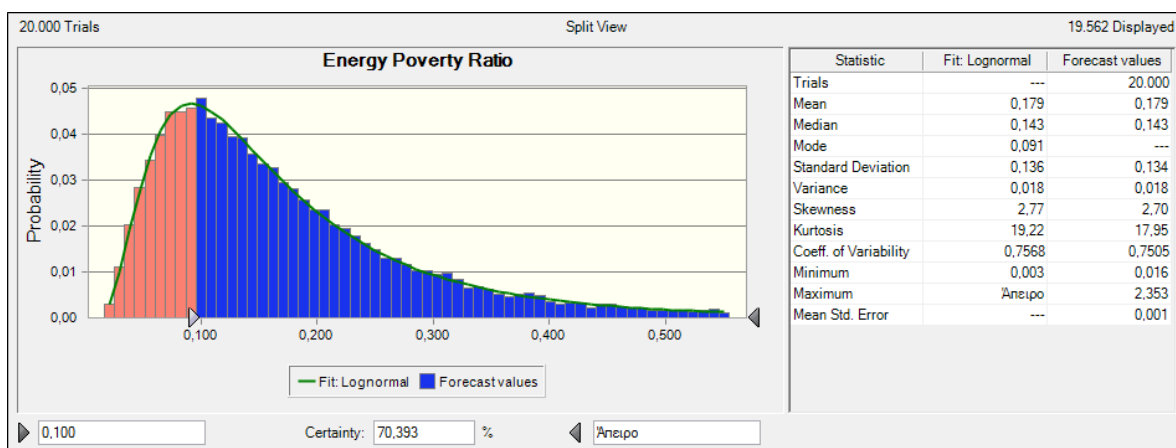 20.000 Trials Split View 19.562 Displayed
Energy Poverty Ratio
Probability
0,05
0,04
0,03
0,02
0,01
0,00
0,100 0,200 0,300 0,400 0,500
Fit: Lognormal Forecast values
Statistic Fit: Lognormal Forecast values
Trials --- 20.000
Mean 0,179 0,179
Median 0,143 0,143
Mode 0,091 ---
Standard Deviation 0,136 0,134
Variance 0,018 0,018
Skewness 2,77 2,70
Kurtosis 19,22 17,95
Coeff. of Variability 0,7568 0,7505
Minimum 0,003 0,016
Maximum Άπειρο 2,353
Mean Std. Error --- 0,001
0,100 Certainty: 70,393 % Άπειρο